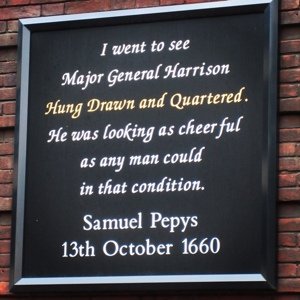 I went to see
Major General Harrison
Hung Drawn and Quartered.
He was looking as cheerful
as any man could
in that condition.
Samuel Pepys
13th October 1660